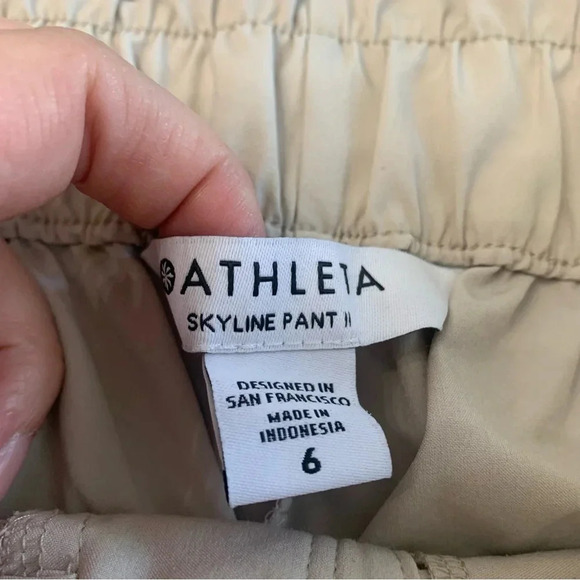 ATHLETA
SKYLINE PANT II
DESIGNED IN
SAN FRANCISCO
MADE IN
INDONESIA
6